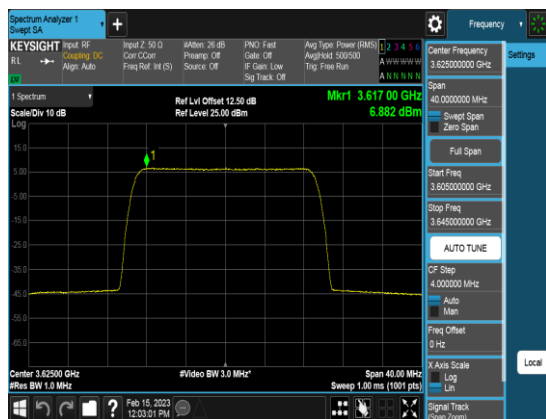 Spectrum Analyzer 1
Swept SA
+
Frequency
KEYSIGHT
RL
Input: RF
Coupling: DC
Align: Auto
Input Z: 50 Ω
Corr CCorr
Freq Ref: Int (S)
#Atten: 26 dB
Preamp: Off
Source: Off
PNO: Fast
Gate: Off
IF Gain: Low
Sig Track: Off
Avg Type: Power (RMS)
Avg|Hold: 500/500
Trig: Free Run
1 2 3 4 5 6
A W W W W W
A N N N N N
1 Spectrum
Scale/Div 10 dB
Log
Ref Lvl Offset 12.50 dB
Ref Level 25.00 dBm
Mkr1 3.617 00 GHz
6.882 dBm
15.0
5.00
-5.00
-15.0
-25.0
-35.0
-45.0
-55.0
-65.0
1
Center 3.62500 GHz
#Res BW 1.0 MHz
#Video BW 3.0 MHz*
Span 40.00 MHz
Sweep 1.00 ms (1001 pts)
Feb 15, 2023
12:03:01 PM
?
Center Frequency
3.625000000 GHz
Span
40.0000000 MHz
Swept Span
Zero Span
Full Span
Start Freq
3.605000000 GHz
Stop Freq
3.645000000 GHz
AUTO TUNE
CF Step
4.000000 MHz
Auto
Man
Freq Offset
0 Hz
X Axis Scale
Log
Lin
Signal Track
(Span Zoom)
Settings
Local